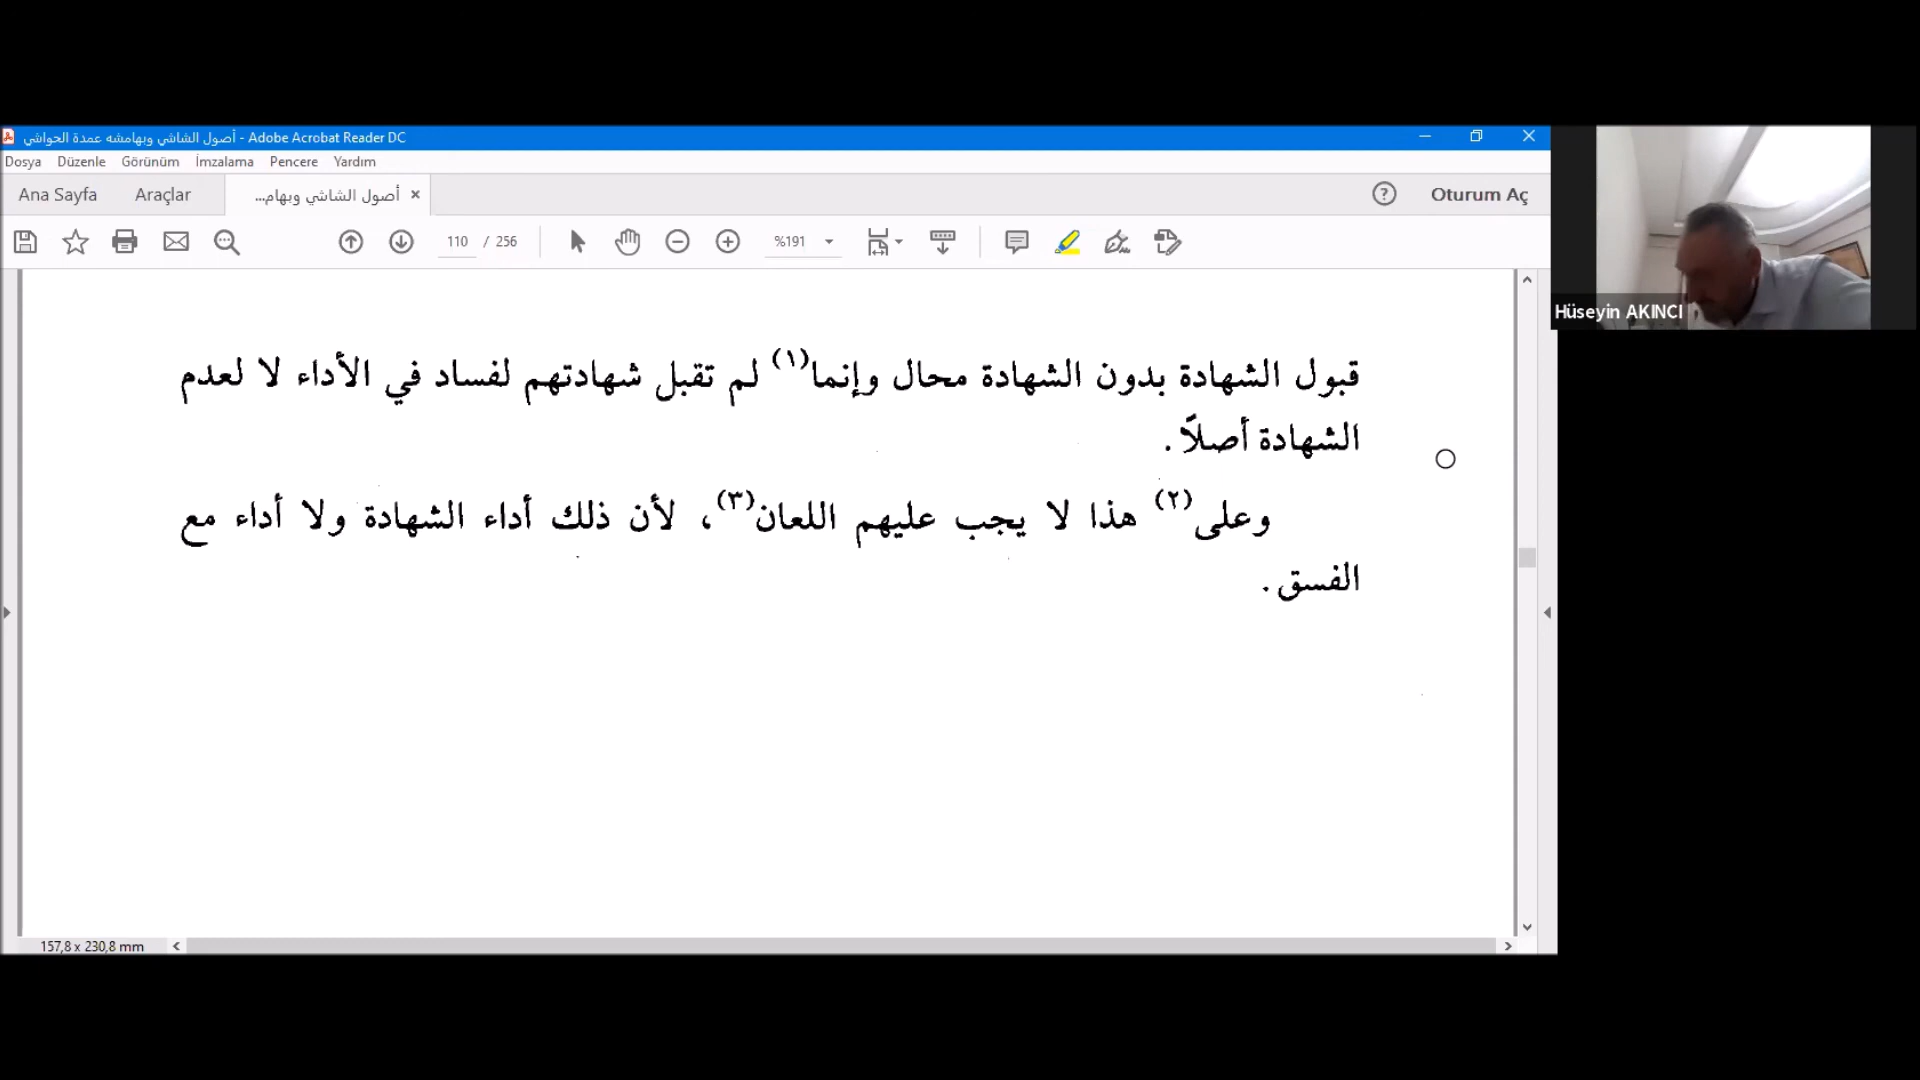 أصول الشاشي وبهامشه عمدة الحواشي - Adobe Acrobat Reader DC
Dosya Düzenle Görünüm İmzalama Pencere Yardım
Ana Sayfa Araçlar أصول الشاشي وبهام... × ? Oturum Aç
110 / 256 %191
Hüseyin AKINCI
قبول الشهادة بدون الشهادة محال وإنما(١) لم تقبل شهادتهم لفساد في الأداء لا لعدم
الشهادة أصلاً.
وعلى(٢) هذا لا يجب عليهم اللعان(٣)، لأن ذلك أداء الشهادة ولا أداء مع
الفسق.
157,8 x 230,8 mm